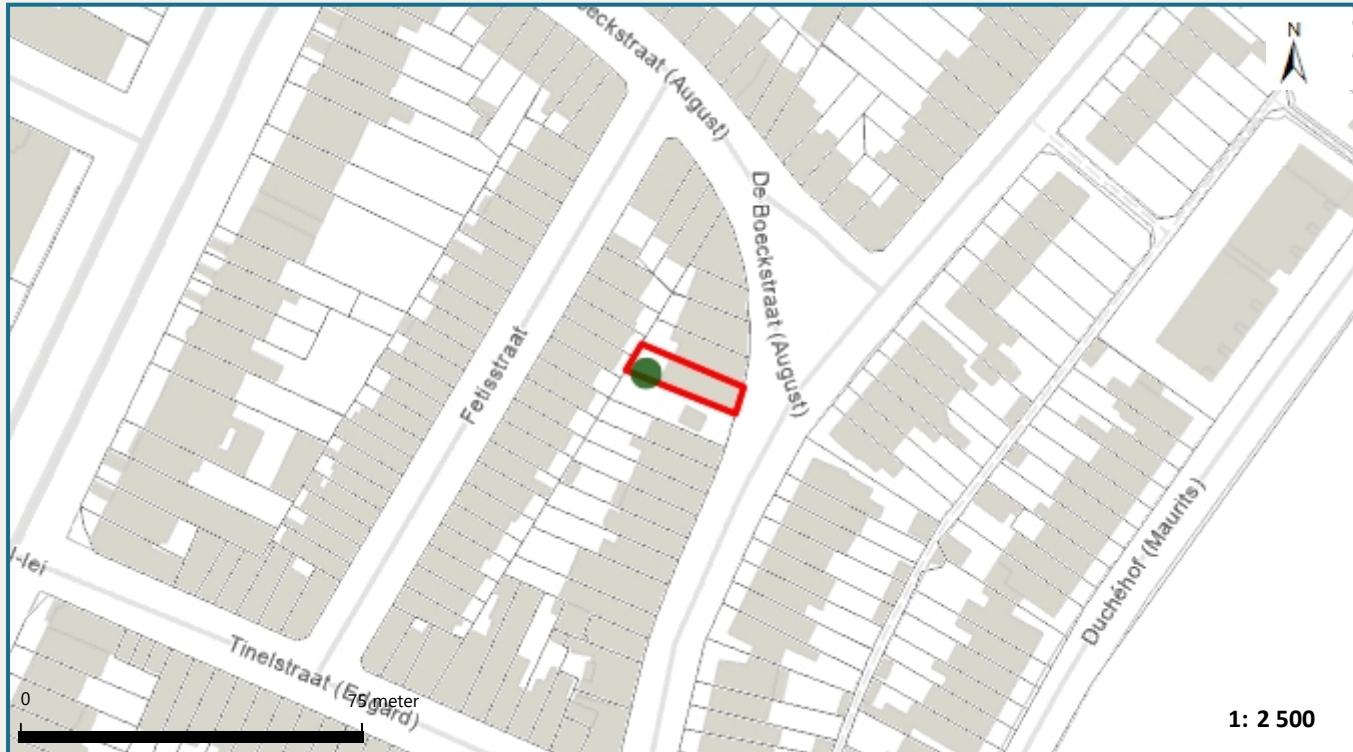 N
eckstraat (August)
De Boeckstraat (August)
Fetisstraat
Duchéhof (Maurits)
l-lei
Tinelstraat (Edgard)
0
75 meter
1: 2 500